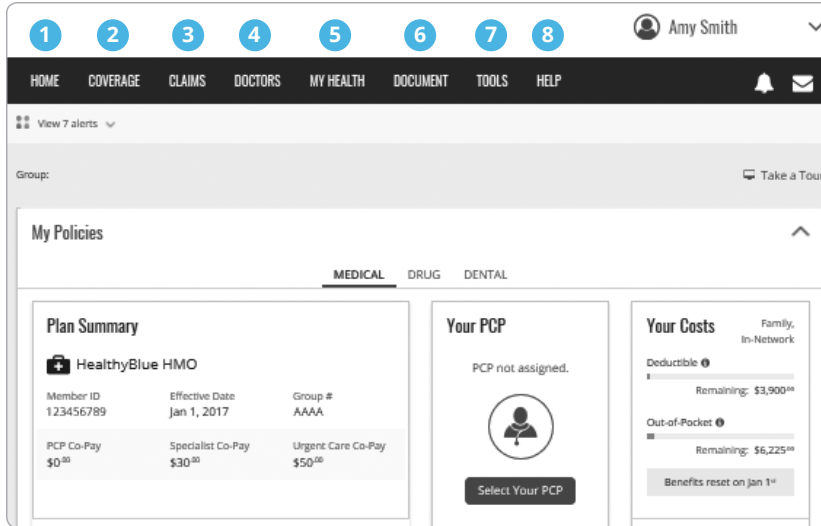 Amy Smith
1 2 3 4 5 6 7 8
HOME COVERAGE CLAIMS DOCTORS MY HEALTH DOCUMENT TOOLS HELP
View 7 alerts
Group:
Take a Tour
My Policies
MEDICAL DRUG DENTAL
Plan Summary
HealthyBlue HMO
Member ID Effective Date Group #
123456789 Jan 1, 2017 AAAA
PCP Co-Pay Specialist Co-Pay Urgent Care Co-Pay
$0.00 $30.00 $50.00
Your PCP
PCP not assigned.
Select Your PCP
Your Costs
Family,
In-Network
Deductible
Remaining: $3,900.00
Out-of-Pocket
Remaining: $6,225.00
Benefits reset on Jan 1st